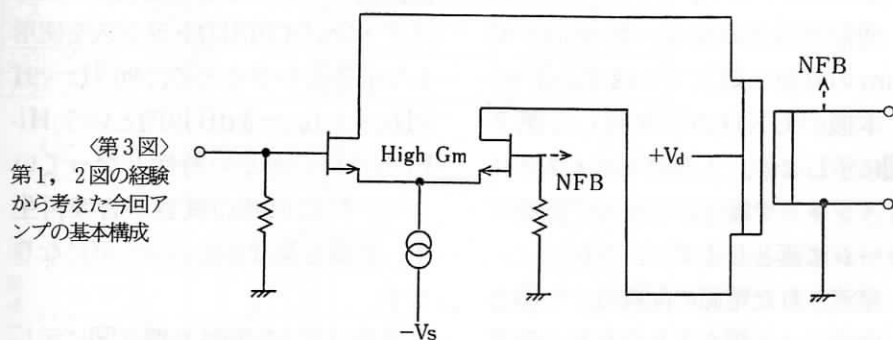 〈第3図〉
第1，2図の経験
から考えた今回ア
ンプの基本構成
High Gm
NFB
−Vs
+Vd
NFB